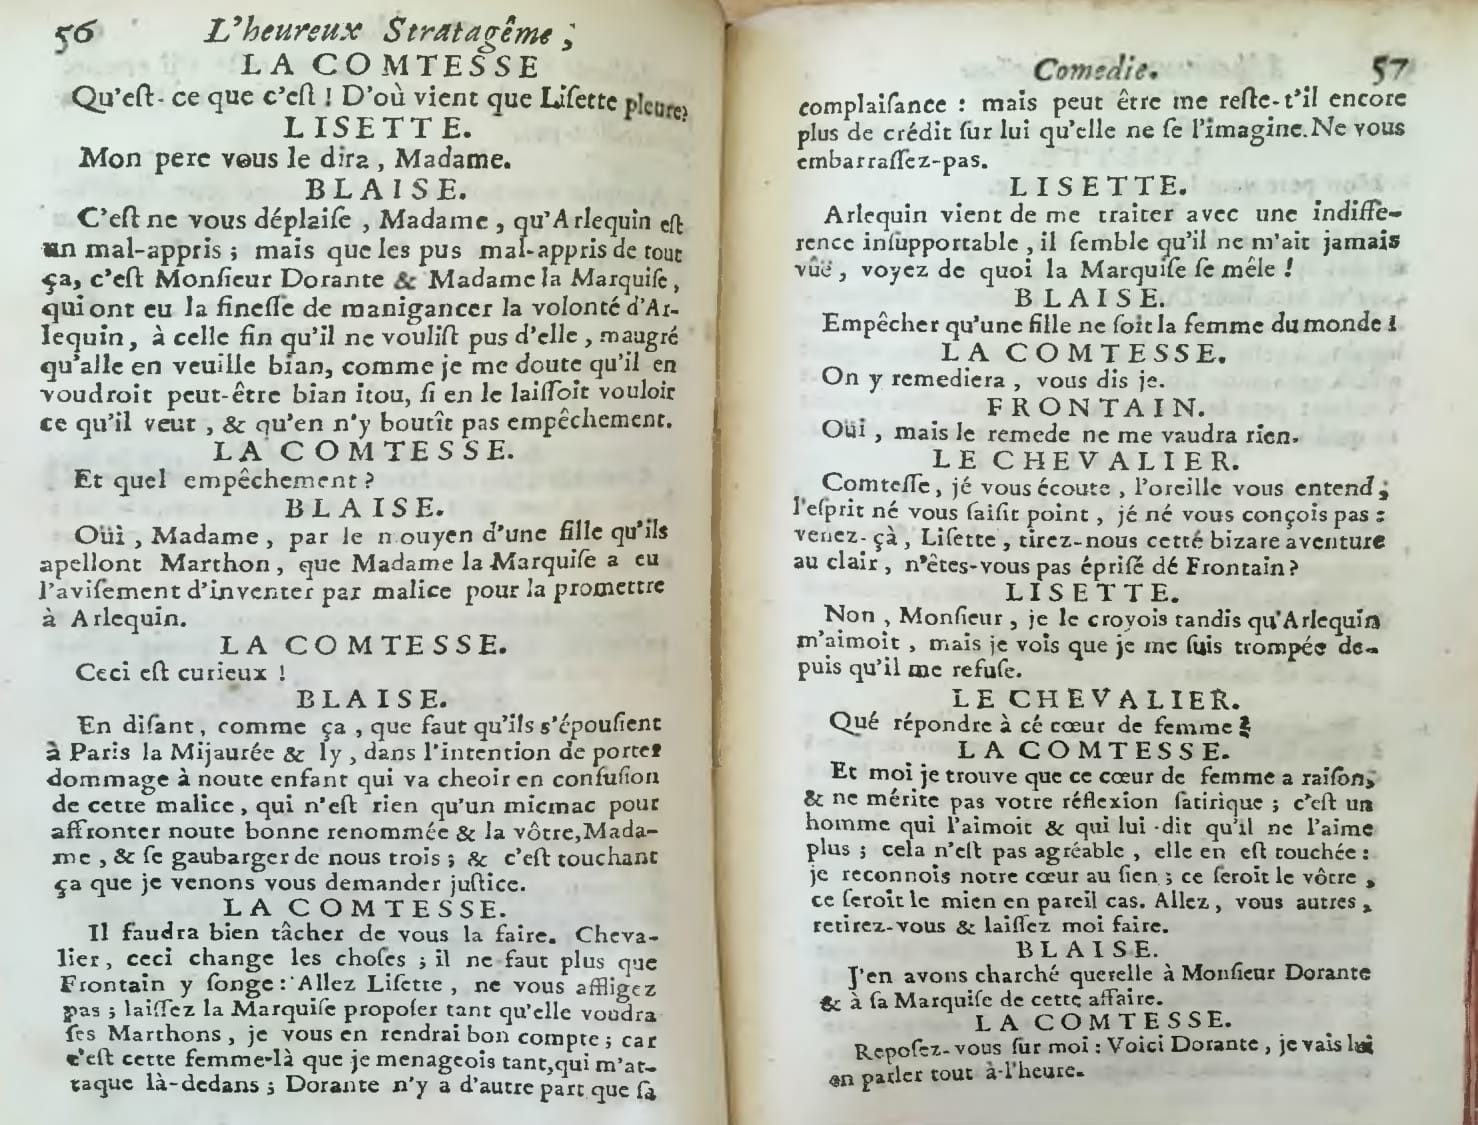 56 L'heureux Stratagême ;
LA COMTESSE
Qu'eſt-ce que c'eſt ! D'où vient que Liſette pleure?
LISETTE.
Mon pere vous le dira , Madame.
BLAISE.
C'eſt ne vous déplaiſe , Madame , qu'Arlequin eſt
un mal-appris ; mais que les pus mal-appris de tout
ça, c'eſt Monſieur Dorante & Madame la Marquiſe ,
qui ont eu la fineſſe de manigancer la volonté d'Ar-
lequin, à celle fin qu'il ne vouliſt pus d'elle , maugré
qu'alle en veuille bian, comme je me doute qu'il en
voudroit peut-être bian itou, ſi en le laiſſoit vouloir
ce qu'il veut , & qu'en n'y boutît pas empêchement.
LA COMTESSE.
Et quel empêchement ?
BLAISE.
Oüi , Madame , par le mouyen d'une fille qu'ils
apellont Marthon , que Madame la Marquiſe a eu
l'aviſement d'inventer par malice pour la promettre
à Arlequin.
LA COMTESSE.
Ceci eſt curieux !
BLAISE.
En diſant, comme ça , que faut qu'ils s'épouſient
à Paris la Mijaurée & ly , dans l'intention de porter
dommage à noute enfant qui va cheoir en confuſion
de cette malice , qui n'eſt rien qu'un micmac pour
affronter noute bonne renommée & la vôtre, Mada-
me , & ſe gaubarger de nous trois ; & c'eſt touchant
ça que je venons vous demander juſtice.
LA COMTESSE.
Il faudra bien tâcher de vous la faire. Cheva-
lier, ceci change les choſes ; il ne faut plus que
Frontain y ſonge : Allez Liſette , ne vous affligez
pas ; laiſſez la Marquiſe propoſer tant qu'elle voudra
ſes Marthons , je vous en rendrai bon compte ; car
c'eſt cette femme-là que je menageois tant, qui m'at-
taque là-dedans ; Dorante n'y a d'autre part que ſa
Comedie. 57
complaiſance : mais peut être me reſte-t'il encore
plus de crédit ſur lui qu'elle ne ſe l'imagine. Ne vous
embarraſſez-pas.
LISETTE.
Arlequin vient de me traiter avec une indiffe-
rence inſupportable , il ſemble qu'il ne m'ait jamais
vûë , voyez de quoi la Marquiſe ſe mêle !
BLAISE.
Empêcher qu'une fille ne ſoit la femme du monde !
LA COMTESSE.
On y remediera , vous dis je.
FRONTAIN.
Oüi , mais le remede ne me vaudra rien.
LE CHEVALIER.
Comteſſe , jé vous écoute , l'oreille vous entend ;
l'eſprit né vous ſaiſit point , jé né vous conçois pas :
venez-çà , Liſette , tirez-nous cetté bizare aventure
au clair, n'êtes-vous pas épriſé dé Frontain ?
LISETTE.
Non , Monſieur , je le croyois tandis qu'Arlequin
m'aimoit , mais je vois que je me ſuis trompée de-
puis qu'il me refuſe.
LE CHEVALIER.
Qué répondre à cé cœur de femme ?
LA COMTESSE.
Et moi je trouve que ce cœur de femme a raiſon,
& ne mérite pas votre réflexion ſatirique ; c'eſt un
homme qui l'aimoit & qui lui dit qu'il ne l'aime
plus ; cela n'eſt pas agréable , elle en eſt touchée :
je reconnois notre cœur au ſien ; ce ſeroit le vôtre ,
ce ſeroit le mien en pareil cas. Allez , vous autres ,
retirez-vous & laiſſez moi faire.
BLAISE.
J'en avons charché querelle à Monſieur Dorante
& à ſa Marquiſe de cette affaire.
LA COMTESSE.
Repoſez-vous ſur moi : Voici Dorante , je vais lui
en parler tout à-l'heure.